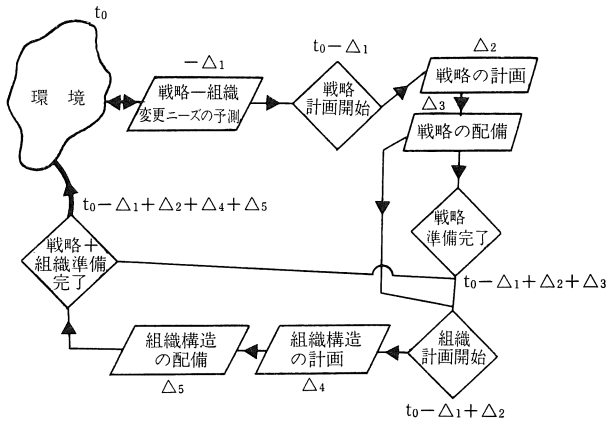 t₀
環 境
－△₁
戦略ー組織
変更ニーズの予測
t₀－△₁
戦略
計画開始
△₂
戦略の計画
△₃
戦略の配備
戦略
準備完了
t₀－△₁＋△₂＋△₃
組織
計画開始
t₀－△₁＋△₂
組織構造
の計画
△₄
組織構造
の配備
△₅
戦略＋
組織準備
完了
t₀－△₁＋△₂＋△₄＋△₅